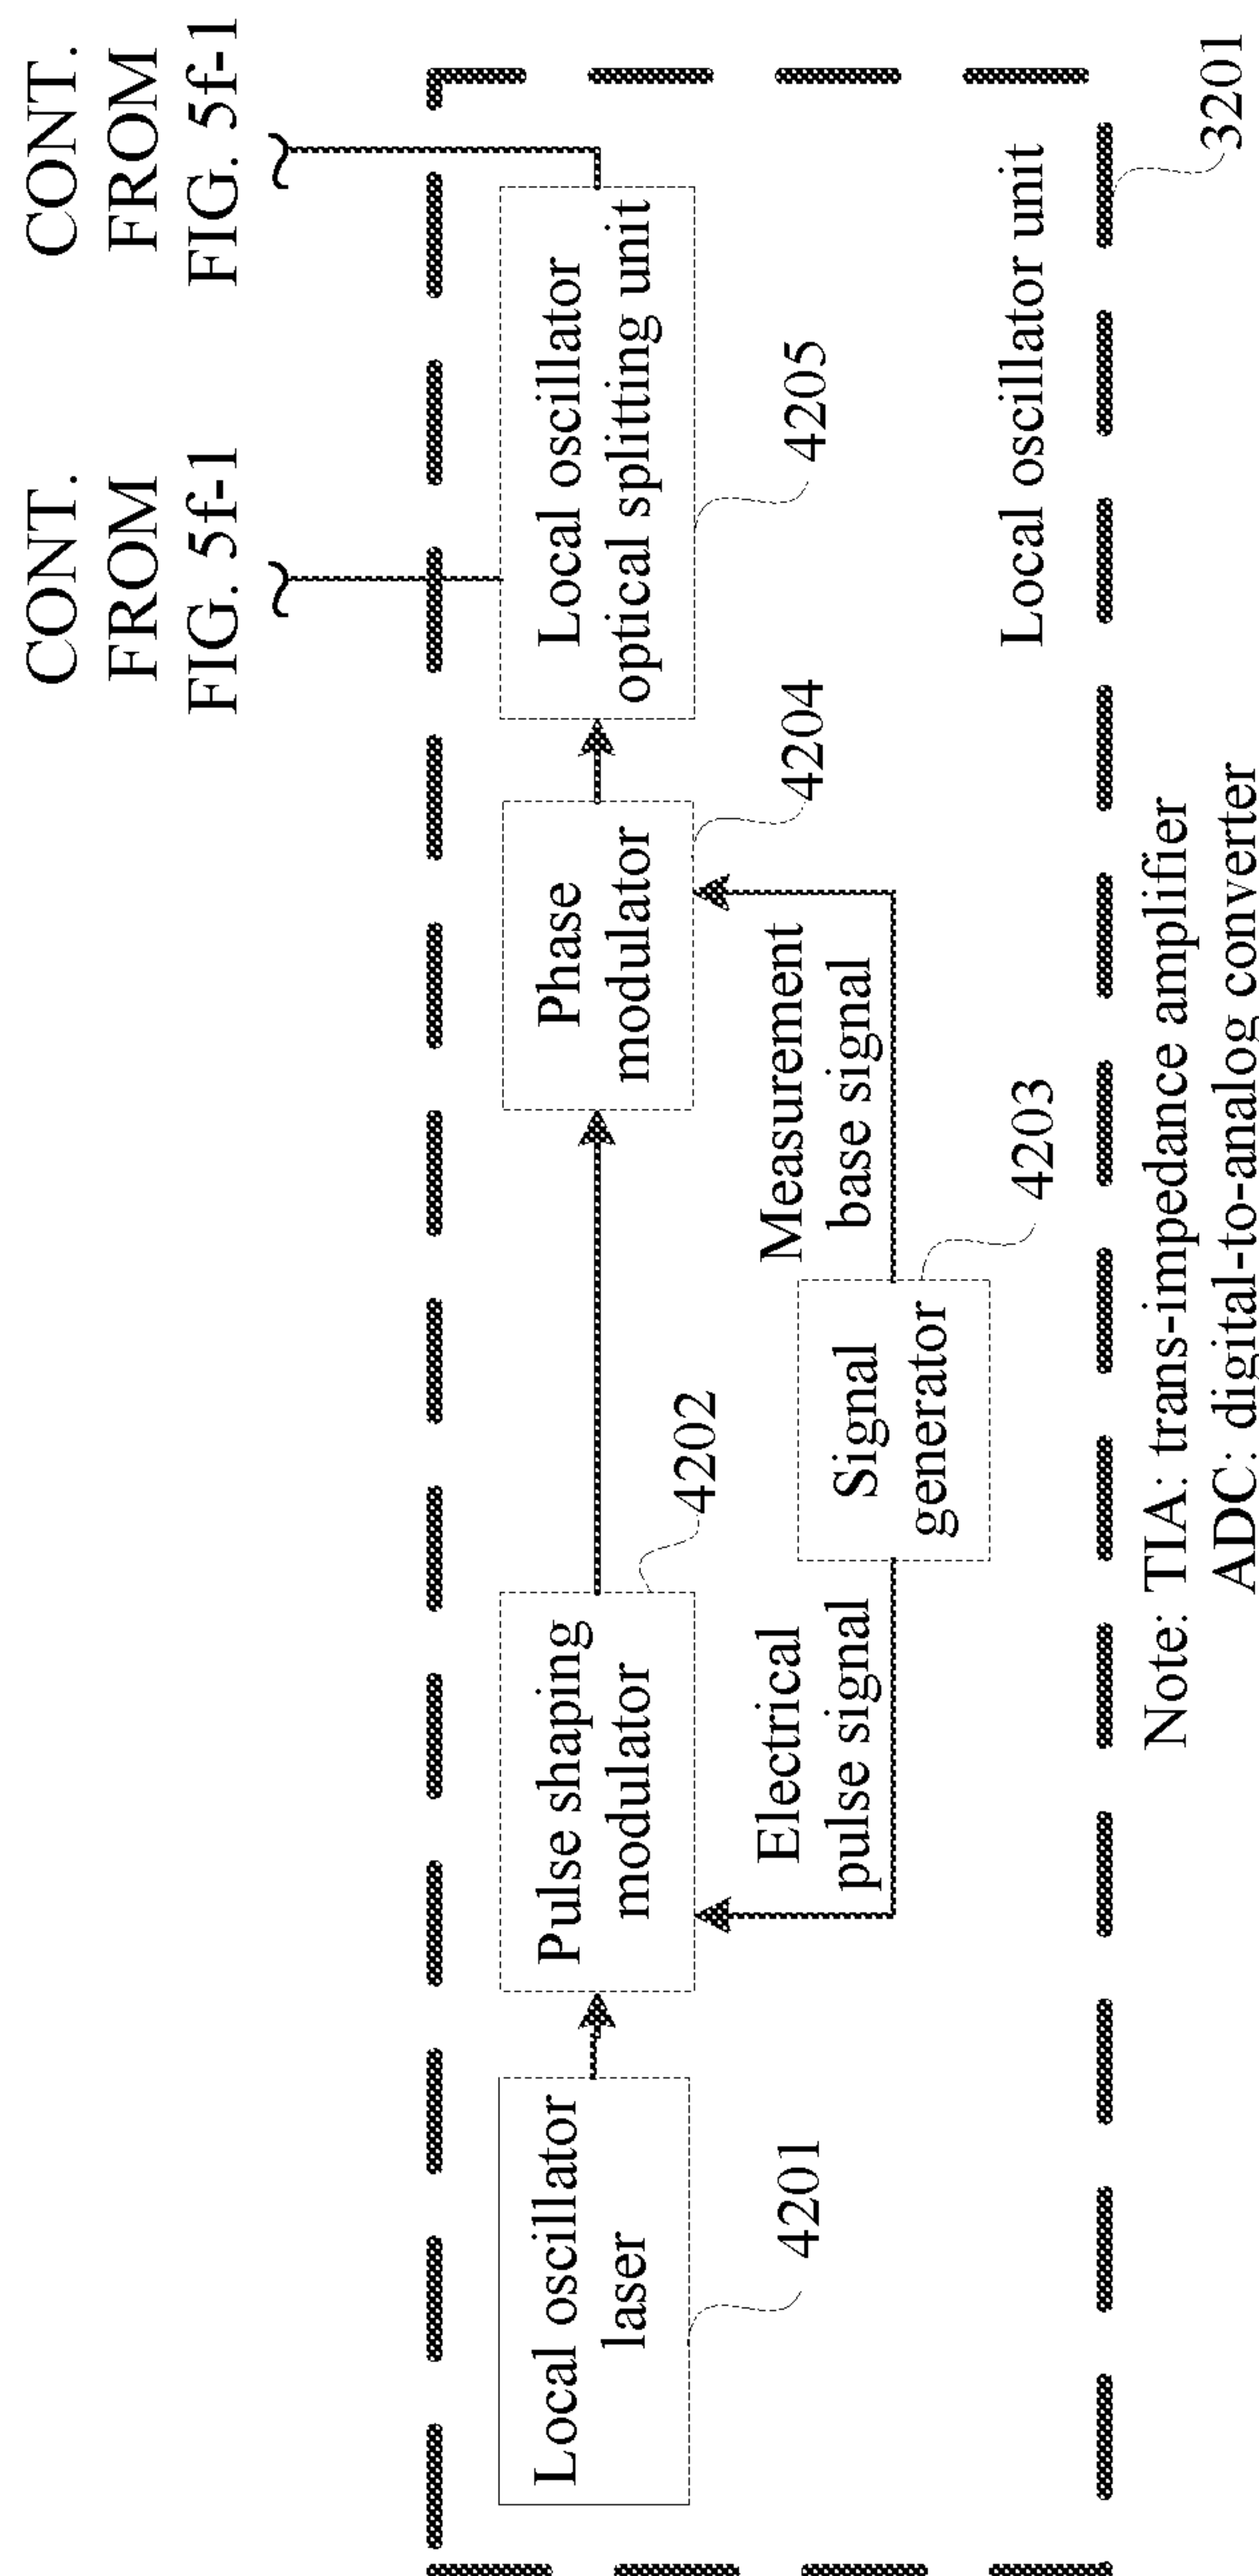 CONT.
FROM
FIG. 5f-1
CONT.
FROM
FIG. 5f-1
Local oscillator
laser
4201
Pulse shaping
modulator
4202
Electrical
pulse signal
Signal
generator
4203
Measurement
base signal
Phase
modulator
4204
Local oscillator
optical splitting unit
4205
Local oscillator unit
3201
Note: TIA: trans-impedance amplifier
ADC: digital-to-analog converter